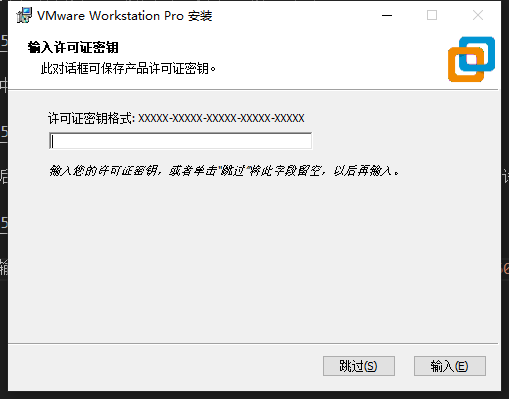 VMware Workstation Pro 安装
输入许可证密钥
此对话框可保存产品许可证密钥。
许可证密钥格式: XXXXX-XXXXX-XXXXX-XXXXX-XXXXX
输入您的许可证密钥，或者单击"跳过"将此字段留空，以后再输入。
跳过(S)
输入(E)